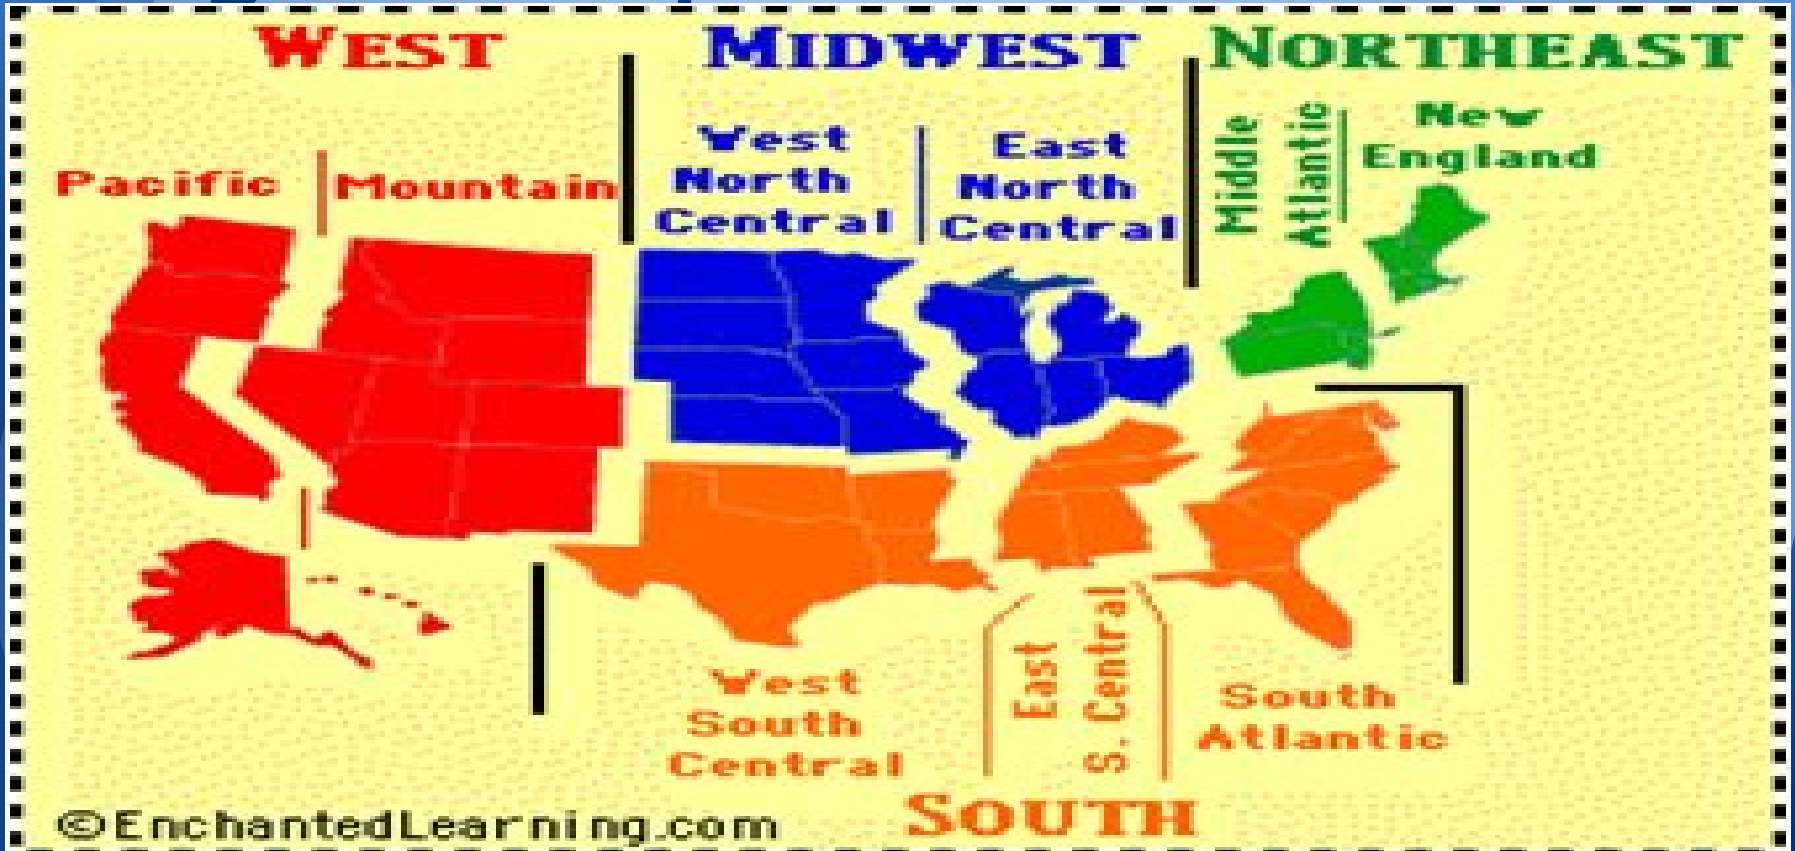 WEST
MIDWEST
NORTHEAST
Pacific
Mountain
West
North
Central
East
North
Central
Middle
Atlantic
New
England
West
South
Central
East
S. Central
South
Atlantic
SOUTH
©EnchantedLearning.com